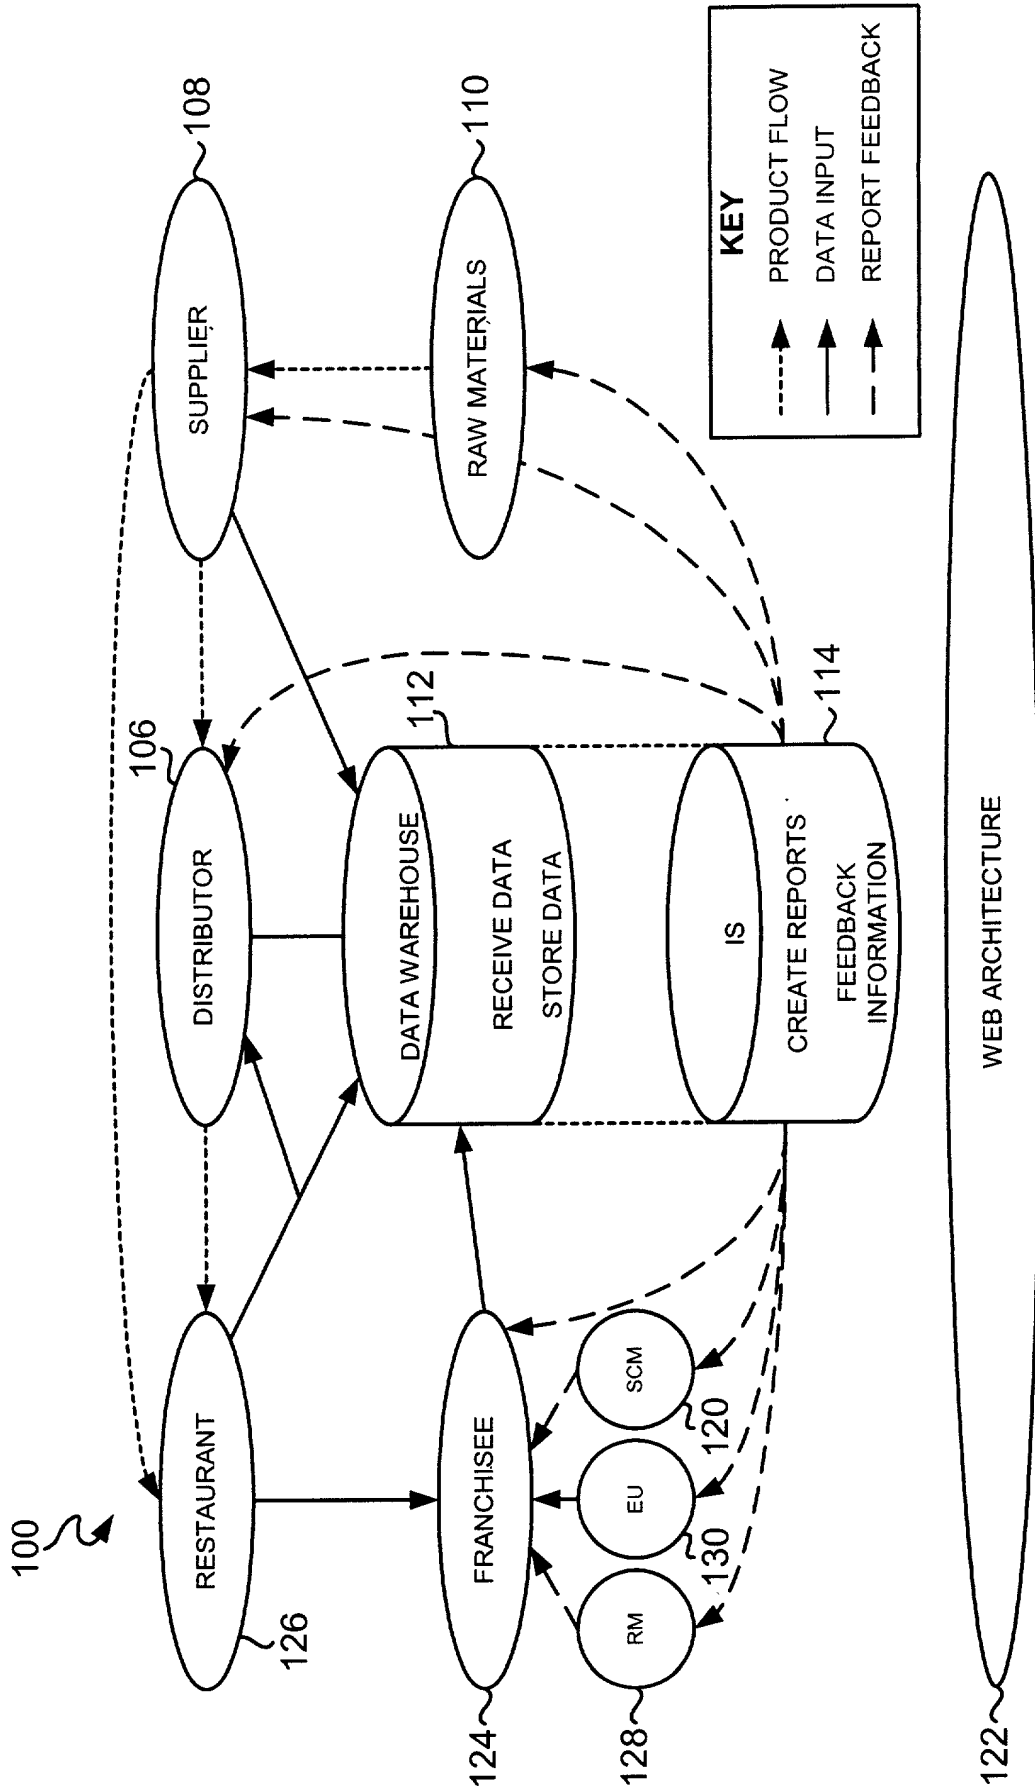 100
RESTAURANT
126
DISTRIBUTOR
106
SUPPLIER
108
FRANCHISEE
124
DATA WAREHOUSE
RECEIVE DATA
STORE DATA
112
RAW MATERIALS
110
RM
128
EU
130
SCM
120
IS
CREATE REPORTS
FEEDBACK
INFORMATION
114
KEY
PRODUCT FLOW
DATA INPUT
REPORT FEEDBACK
WEB ARCHITECTURE
122